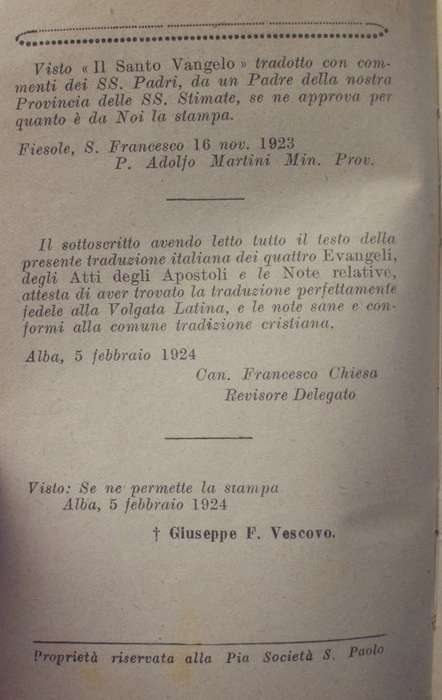 Visto « Il Santo Vangelo » tradotto con com-
menti dei SS. Padri, da un Padre della nostra
Provincia delle SS. Stimate, se ne approva per
quanto è da Noi la stampa.
Fiesole, S. Francesco 16 nov. 1923
P. Adolfo Martini Min. Prov.
Il sottoscritto avendo letto tutto il testo della
presente traduzione italiana dei quattro Evangeli,
degli Atti degli Apostoli e le Note relative,
attesta di aver trovato la traduzione perfettamente
fedele alla Volgata Latina, e le note sane e con-
formi alla comune tradizione cristiana.
Alba, 5 febbraio 1924
Can. Francesco Chiesa
Revisore Delegato
Visto: Se ne permette la stampa
Alba, 5 febbraio 1924
† Giuseppe F. Vescovo.
Proprietà riservata alla Pia Società S. Paolo